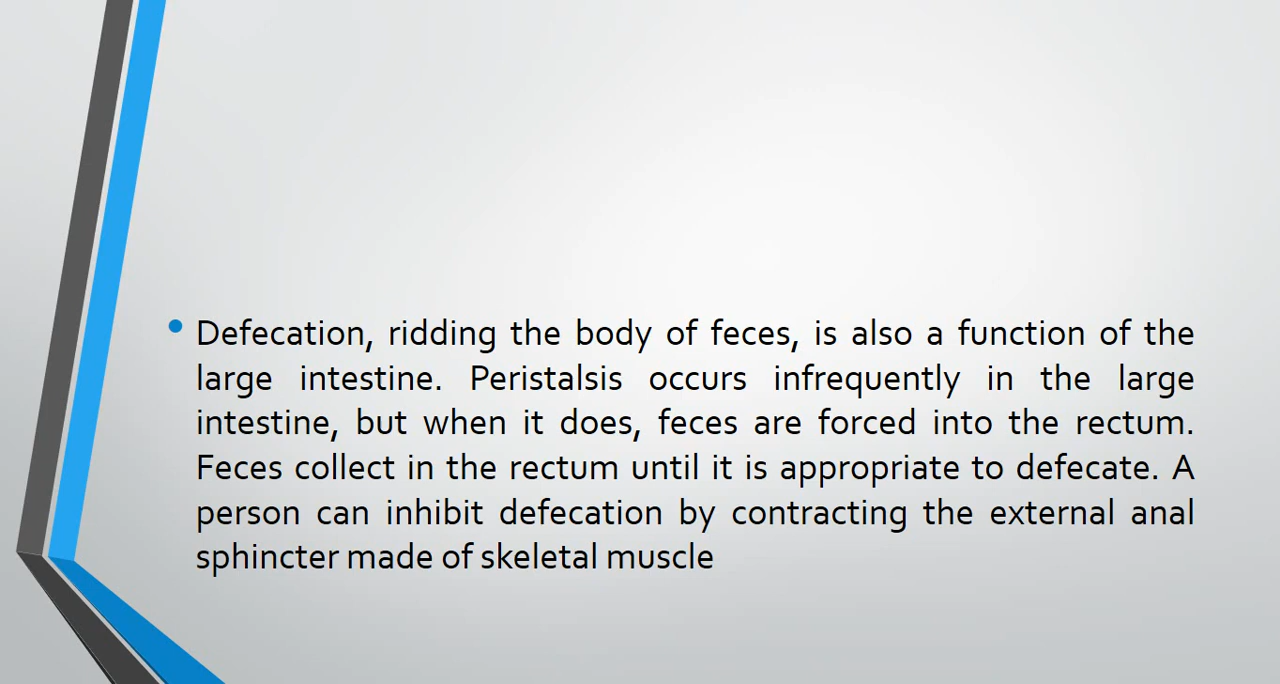 • Defecation, ridding the body of feces, is also a function of the
large intestine. Peristalsis occurs infrequently in the large
intestine, but when it does, feces are forced into the rectum.
Feces collect in the rectum until it is appropriate to defecate. A
person can inhibit defecation by contracting the external anal
sphincter made of skeletal muscle